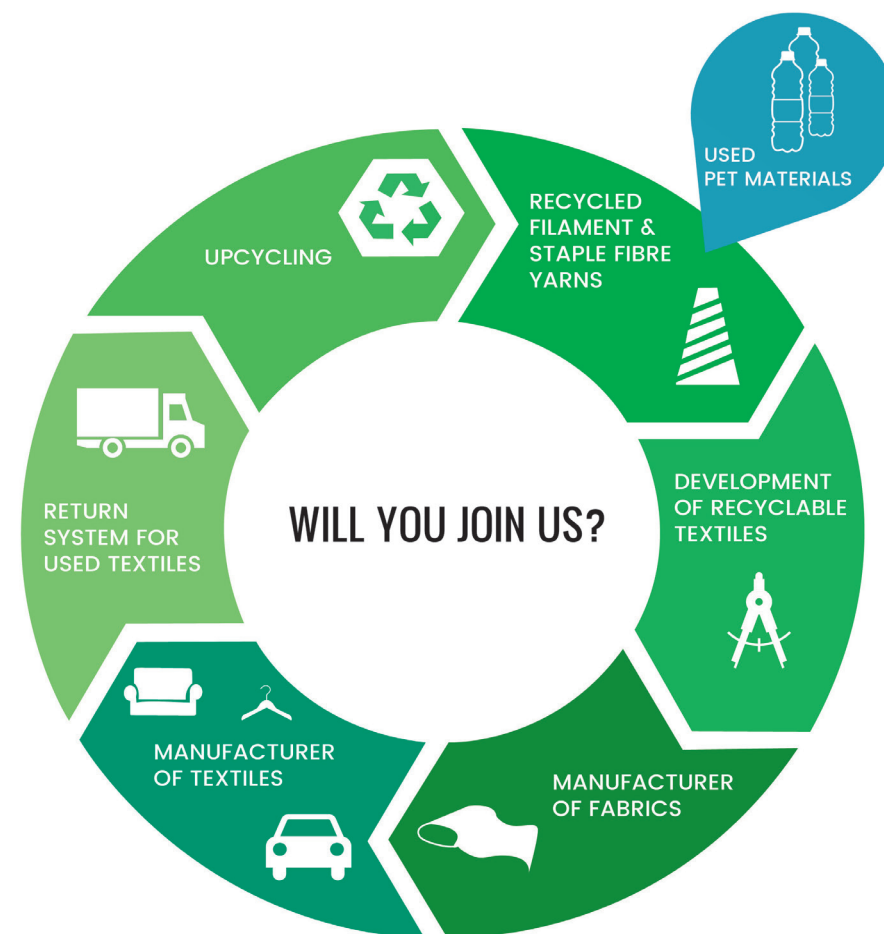 USED
PET MATERIALS
RECYCLED
FILAMENT &
STAPLE FIBRE
YARNS
UPCYCLING
DEVELOPMENT
OF RECYCLABLE
TEXTILES
RETURN
SYSTEM FOR
USED TEXTILES
WILL YOU JOIN US?
MANUFACTURER
OF TEXTILES
MANUFACTURER
OF FABRICS